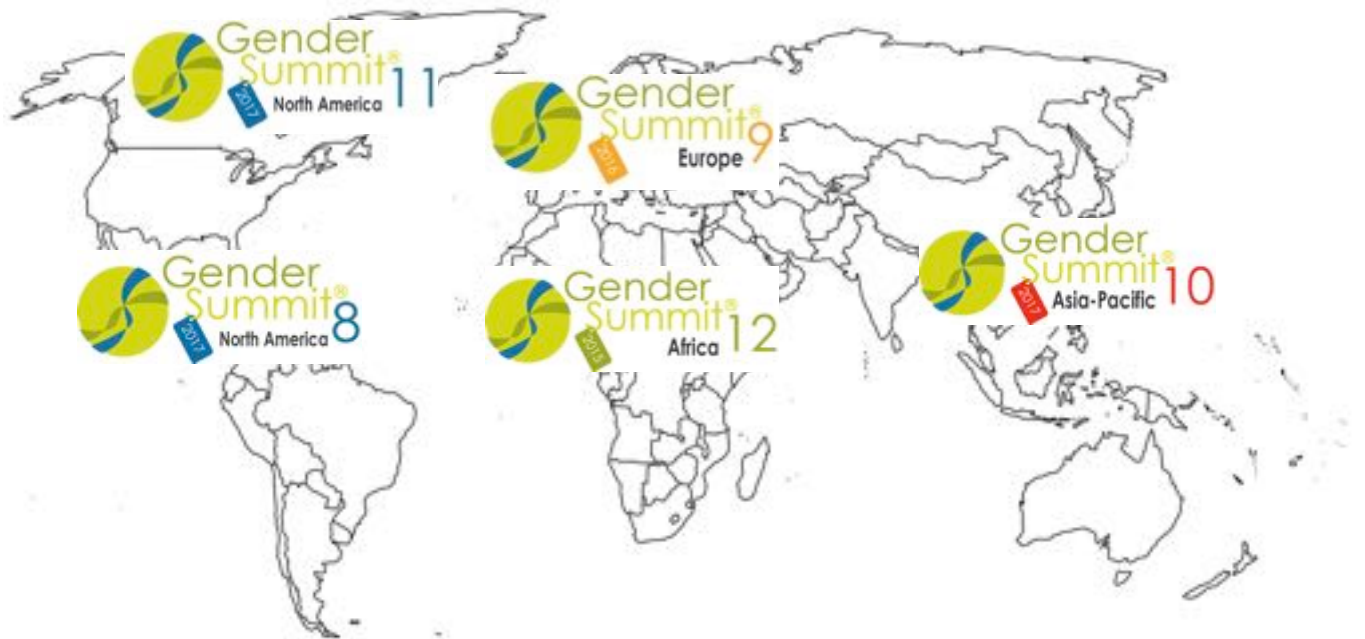 Gender
Summit®
2017
North America 11
Gender
Summit®
2016
Europe 9
Gender
Summit®
2017
Asia-Pacific 10
Gender
Summit®
2017
North America 8
Gender
Summit®
2015
Africa 12